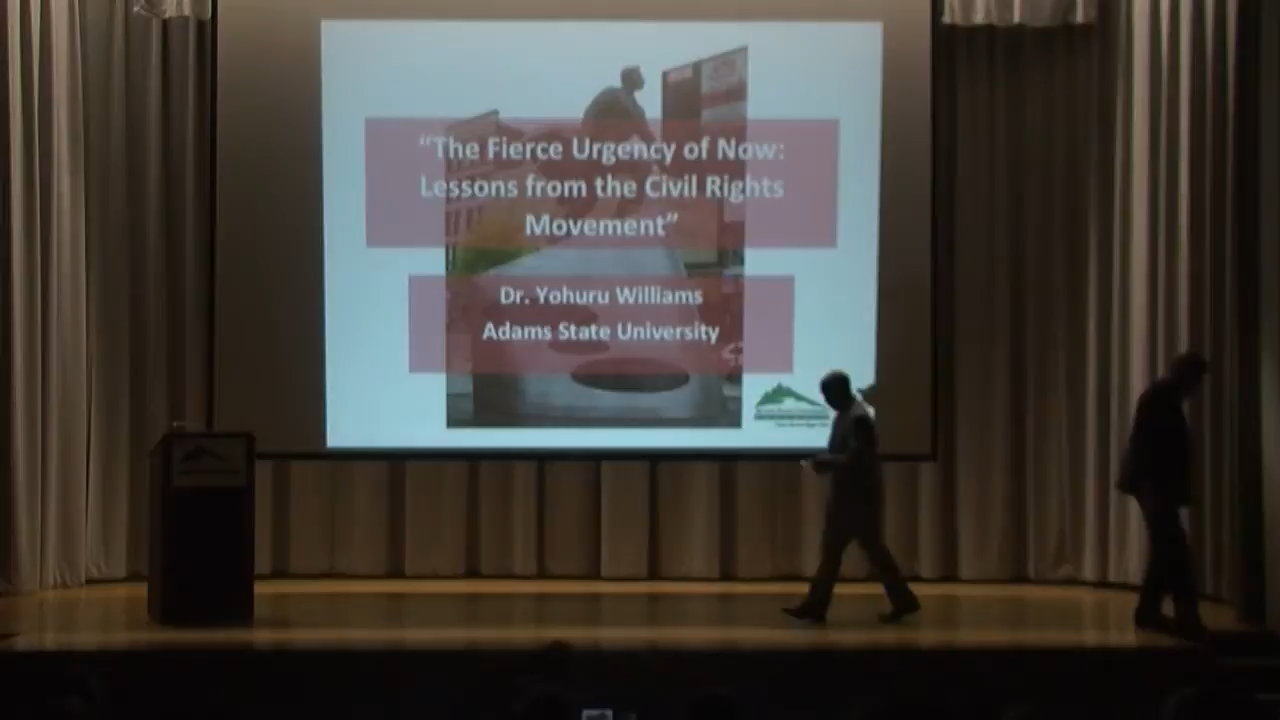 “The Fierce Urgency of Now:
Lessons from the Civil Rights
Movement”
Dr. Yohuru Williams
Adams State University